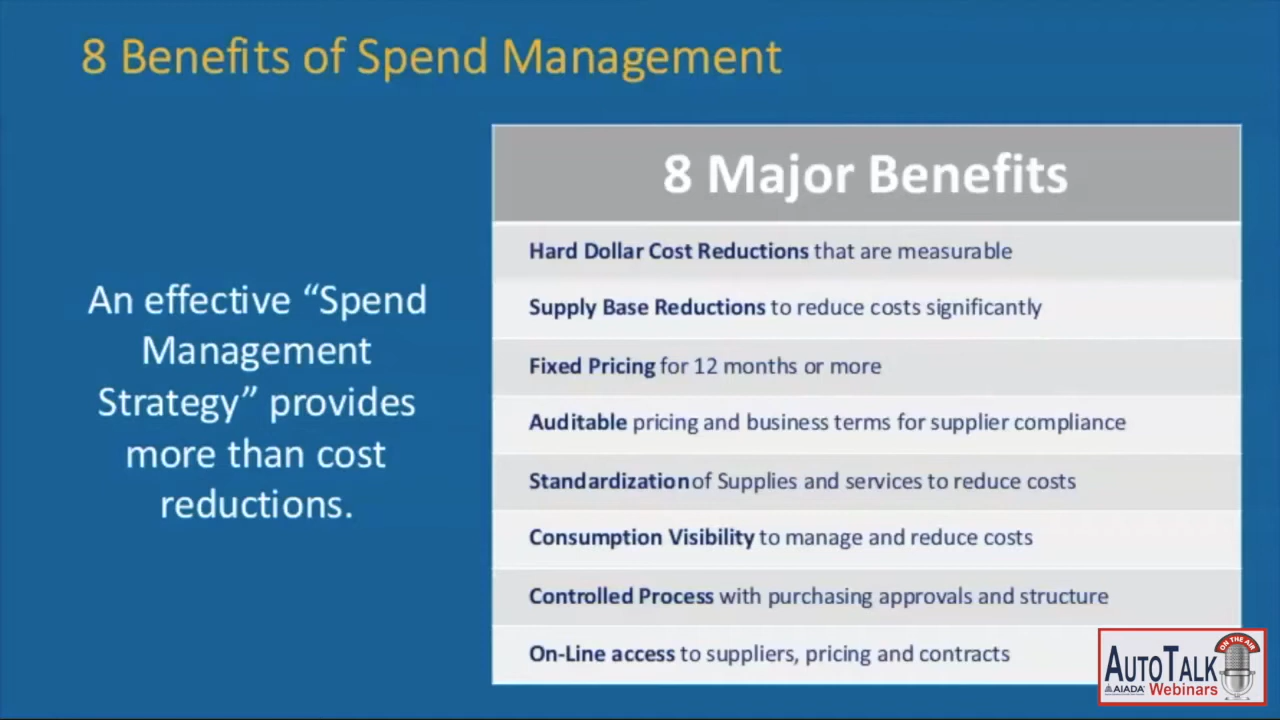 8 Benefits of Spend Management
An effective “Spend
Management
Strategy” provides
more than cost
reductions.
8 Major Benefits
Hard Dollar Cost Reductions that are measurable
Supply Base Reductions to reduce costs significantly
Fixed Pricing for 12 months or more
Auditable pricing and business terms for supplier compliance
Standardization of Supplies and services to reduce costs
Consumption Visibility to manage and reduce costs
Controlled Process with purchasing approvals and structure
On-Line access to suppliers, pricing and contracts
ON THE AIR
AUTOTALK
AIADA Webinars